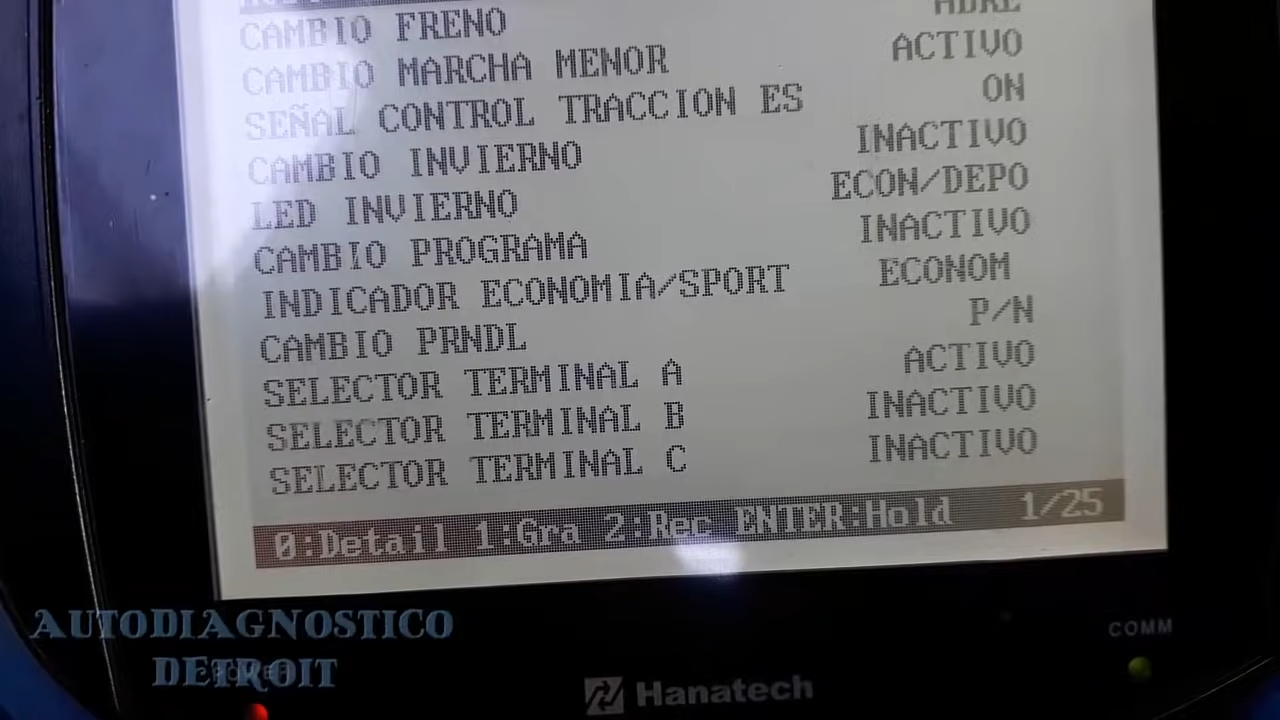 CAMBIO FRENO ABRE
CAMBIO MARCHA MENOR ACTIVO
SEÑAL CONTROL TRACCION ES ON
CAMBIO INVIERNO INACTIVO
LED INVIERNO ECON/DEPO
CAMBIO PROGRAMA INACTIVO
INDICADOR ECONOMIA/SPORT ECONOM
CAMBIO PRNDL P/N
SELECTOR TERMINAL A ACTIVO
SELECTOR TERMINAL B INACTIVO
SELECTOR TERMINAL C INACTIVO
0:Detail 1:Gra 2:Rec ENTER:Hold 1/25
AUTODIAGNOSTICO
DETROIT
COMM
Hanatech